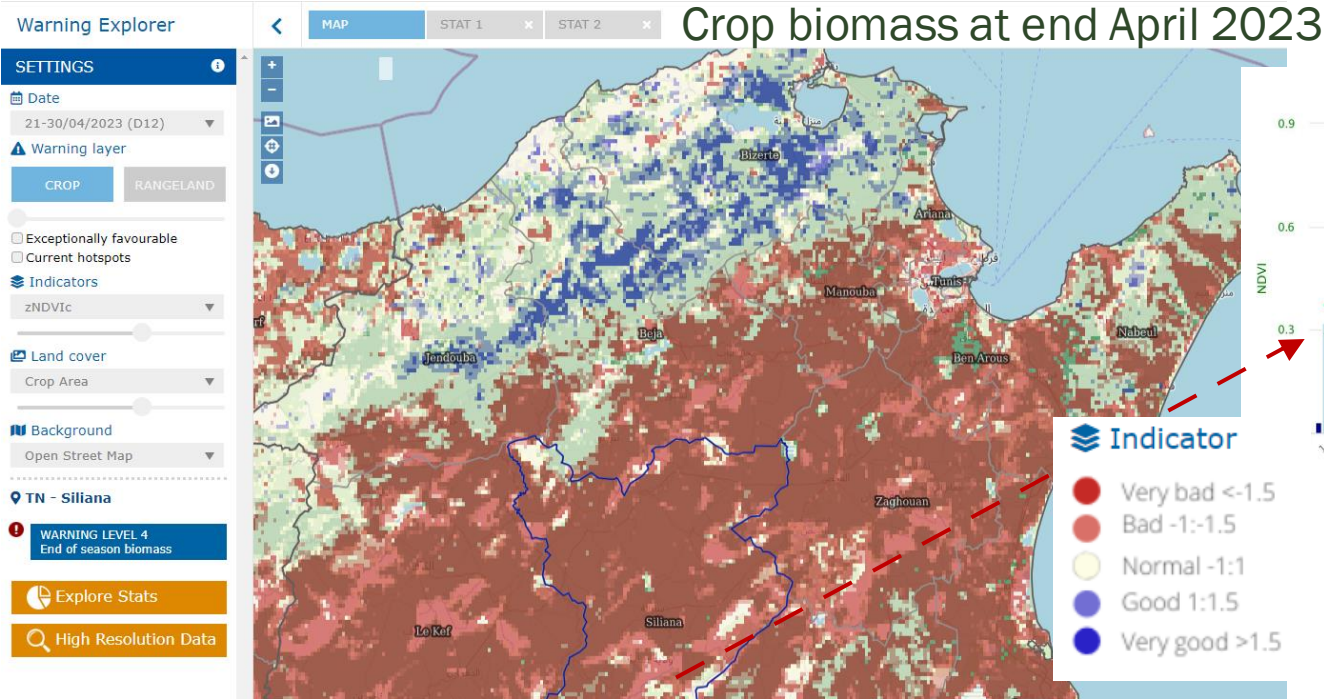 Warning Explorer
MAP
STAT 1 ×
STAT 2 ×
Crop biomass at end April 2023
SETTINGS
Date
21-30/04/2023 (D12)
Warning layer
CROP
RANGELAND
Exceptionally favourable
Current hotspots
Indicators
zNDVIc
Land cover
Crop Area
Background
Open Street Map
TN - Siliana
WARNING LEVEL 4
End of season biomass
Explore Stats
High Resolution Data
Bizerte
Ariana
Tunis
Manouba
Beja
Jendouba
Ben Arous
Nabeul
Zaghouan
Siliana
Le Kef
0.9
0.6
NDVI
0.3
Indicator
Very bad <-1.5
Bad -1:-1.5
Normal -1:1
Good 1:1.5
Very good >1.5